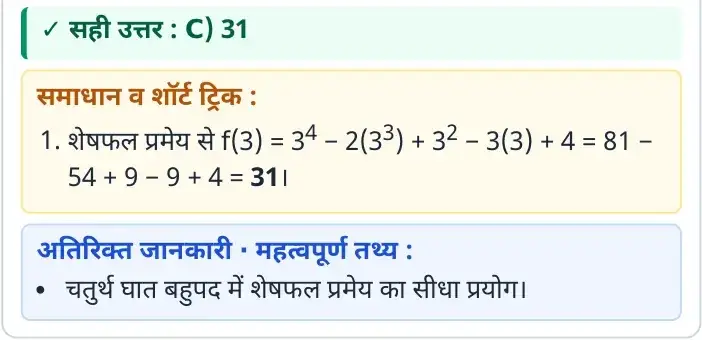 ✓ सही उत्तर : C) 31
समाधान व शॉर्ट ट्रिक :
1. शेषफल प्रमेय से f(3) = 3⁴ − 2(3³) + 3² − 3(3) + 4 = 81 −
54 + 9 − 9 + 4 = 31।
अतिरिक्त जानकारी · महत्वपूर्ण तथ्य :
• चतुर्थ घात बहुपद में शेषफल प्रमेय का सीधा प्रयोग।